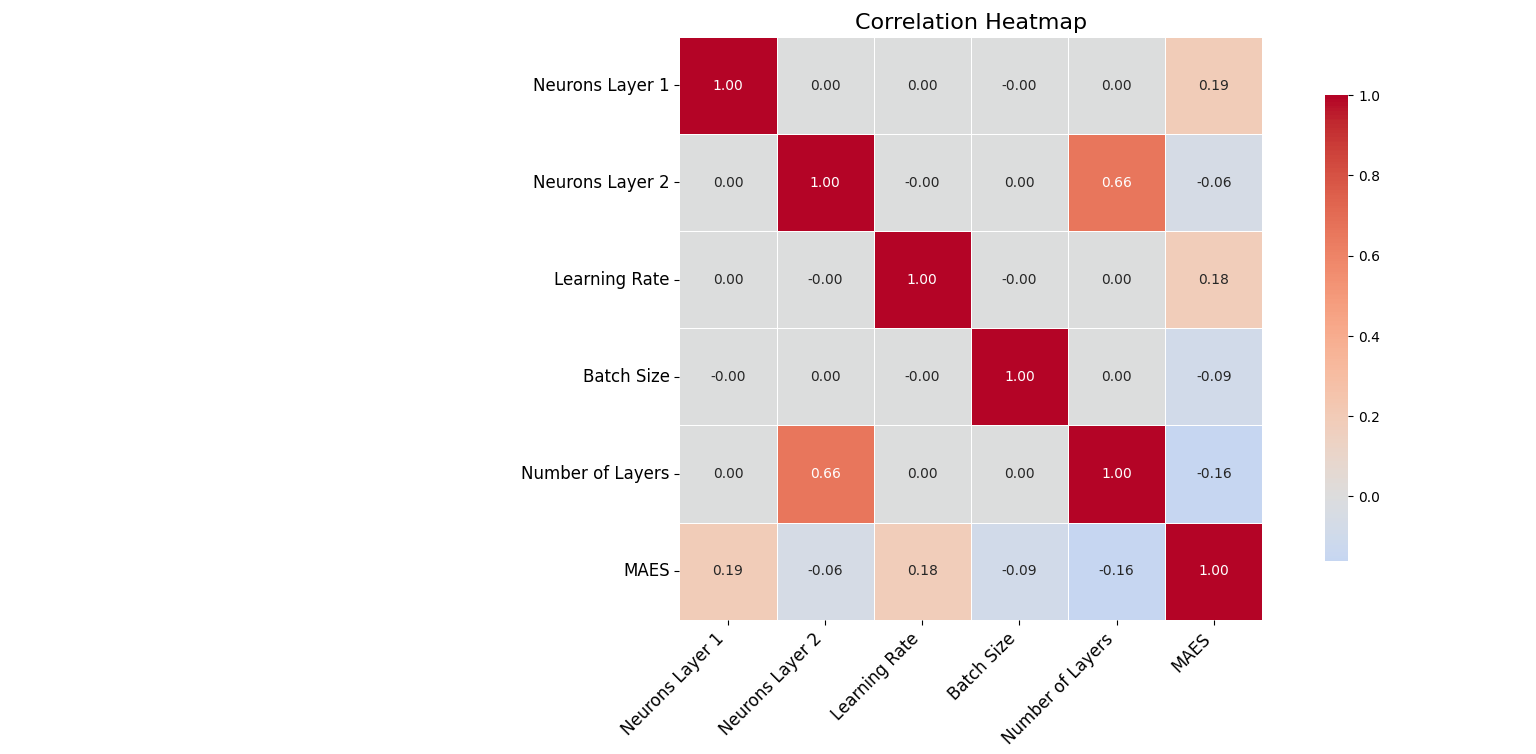 Correlation Heatmap
Neurons Layer 1 1.00 0.00 0.00 -0.00 0.00 0.19
Neurons Layer 2 0.00 1.00 -0.00 0.00 0.66 -0.06
Learning Rate 0.00 -0.00 1.00 -0.00 0.00 0.18
Batch Size -0.00 0.00 -0.00 1.00 0.00 -0.09
Number of Layers 0.00 0.66 0.00 0.00 1.00 -0.16
MAES 0.19 -0.06 0.18 -0.09 -0.16 1.00
Neurons Layer 1
Neurons Layer 2
Learning Rate
Batch Size
Number of Layers
MAES
1.0
0.8
0.6
0.4
0.2
0.0